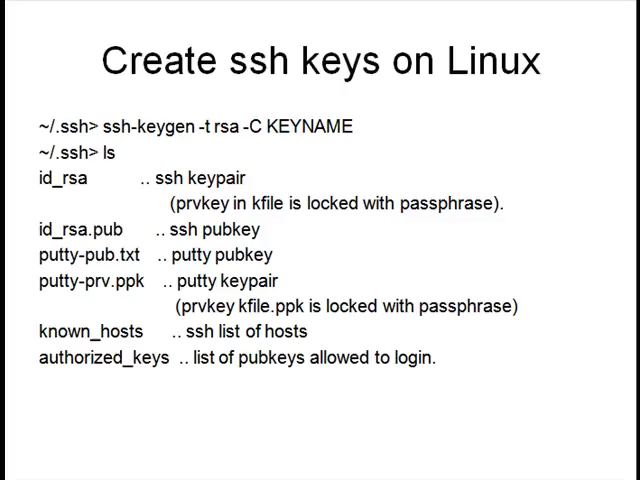 Create ssh keys on Linux
~/.ssh> ssh-keygen -t rsa -C KEYNAME
~/.ssh> ls
id_rsa .. ssh keypair
(prvkey in kfile is locked with passphrase).
id_rsa.pub .. ssh pubkey
putty-pub.txt .. putty pubkey
putty-prv.ppk .. putty keypair
(prvkey kfile.ppk is locked with passphrase)
known_hosts .. ssh list of hosts
authorized_keys .. list of pubkeys allowed to login.